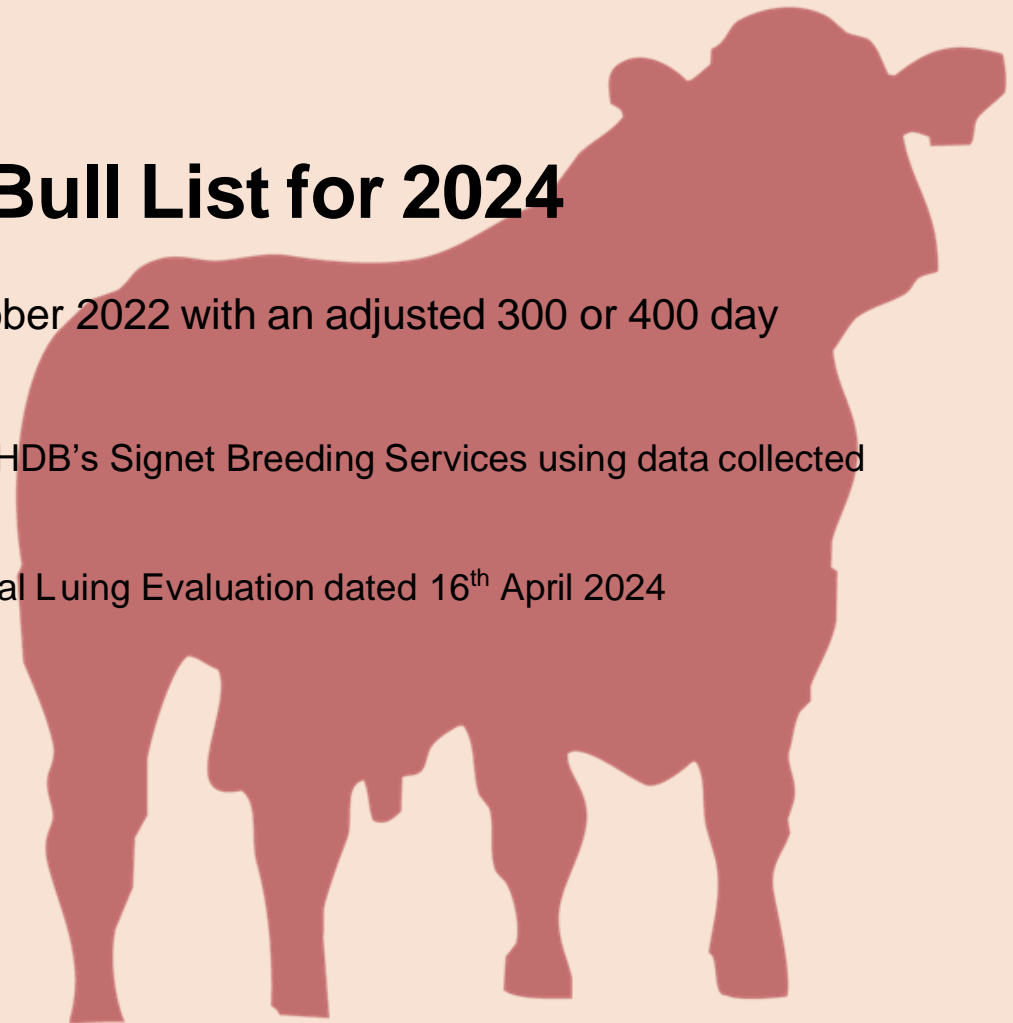 Bull List for 2024
ober 2022 with an adjusted 300 or 400 day
HDB's Signet Breeding Services using data collected
al Luing Evaluation dated 16th April 2024